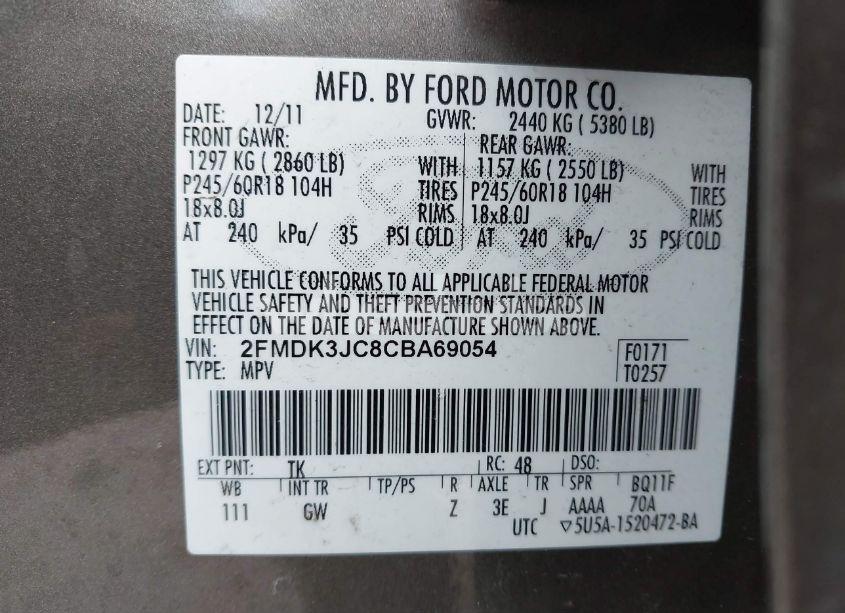 MFD. BY FORD MOTOR CO.
DATE: 12/11 GVWR: 2440 KG ( 5380 LB)
FRONT GAWR: REAR GAWR:
1297 KG ( 2860 LB) WITH 1157 KG ( 2550 LB) WITH
P245/60R18 104H TIRES P245/60R18 104H TIRES
18x8.0J RIMS 18x8.0J RIMS
AT 240 kPa/ 35 PSI COLD AT 240 kPa/ 35 PSI COLD
THIS VEHICLE CONFORMS TO ALL APPLICABLE FEDERAL MOTOR
VEHICLE SAFETY AND THEFT PREVENTION STANDARDS IN
EFFECT ON THE DATE OF MANUFACTURE SHOWN ABOVE.
VIN: 2FMDK3JC8CBA69054 F0171
TYPE: MPV T0257
EXT PNT: TK RC: 48 DSO:
WB INT TR TP/PS R AXLE TR SPR BQ11F
111 GW Z 3E J AAAA 70A
UTC ▽5U5A-1520472-BA